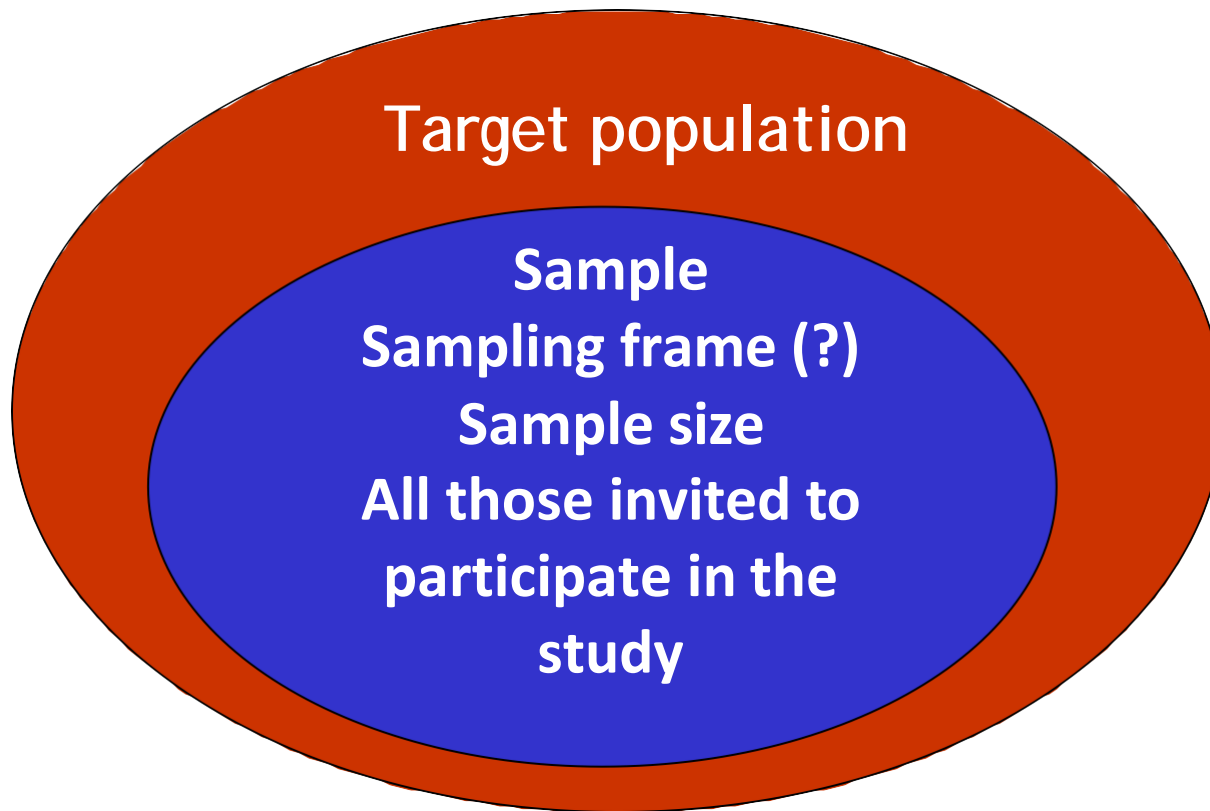 Target population
Sample
Sampling frame (?)
Sample size
All those invited to
participate in the
study